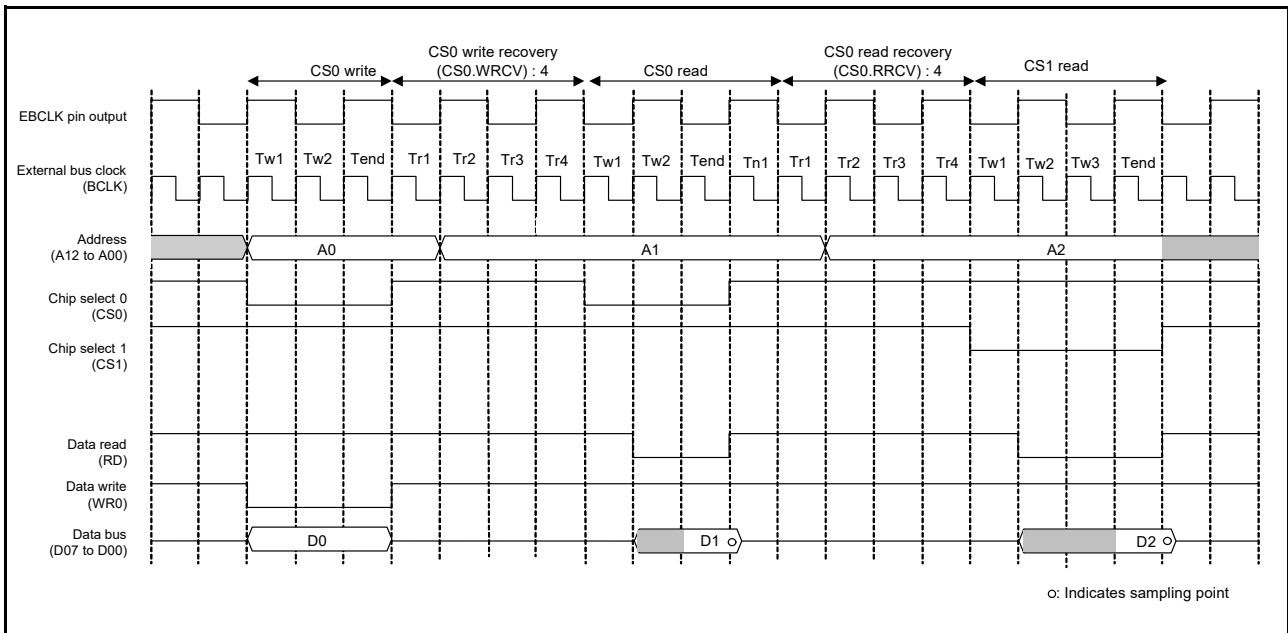 CS0 write recovery
(CS0.WRCV) : 4
CS0 read recovery
(CS0.RRCV) : 4
CS0 write
CS0 read
CS1 read
EBCLK pin output
External bus clock
(BCLK)
Tw1 Tw2 Tend Tr1 Tr2 Tr3 Tr4 Tw1 Tw2 Tend Tn1 Tr1 Tr2 Tr3 Tr4 Tw1 Tw2 Tw3 Tend
Address
(A12 to A00)
A0 A1 A2
Chip select 0
(CS0)
Chip select 1
(CS1)
Data read
(RD)
Data write
(WR0)
Data bus
(D07 to D00)
D0 D1 D2
o: Indicates sampling point